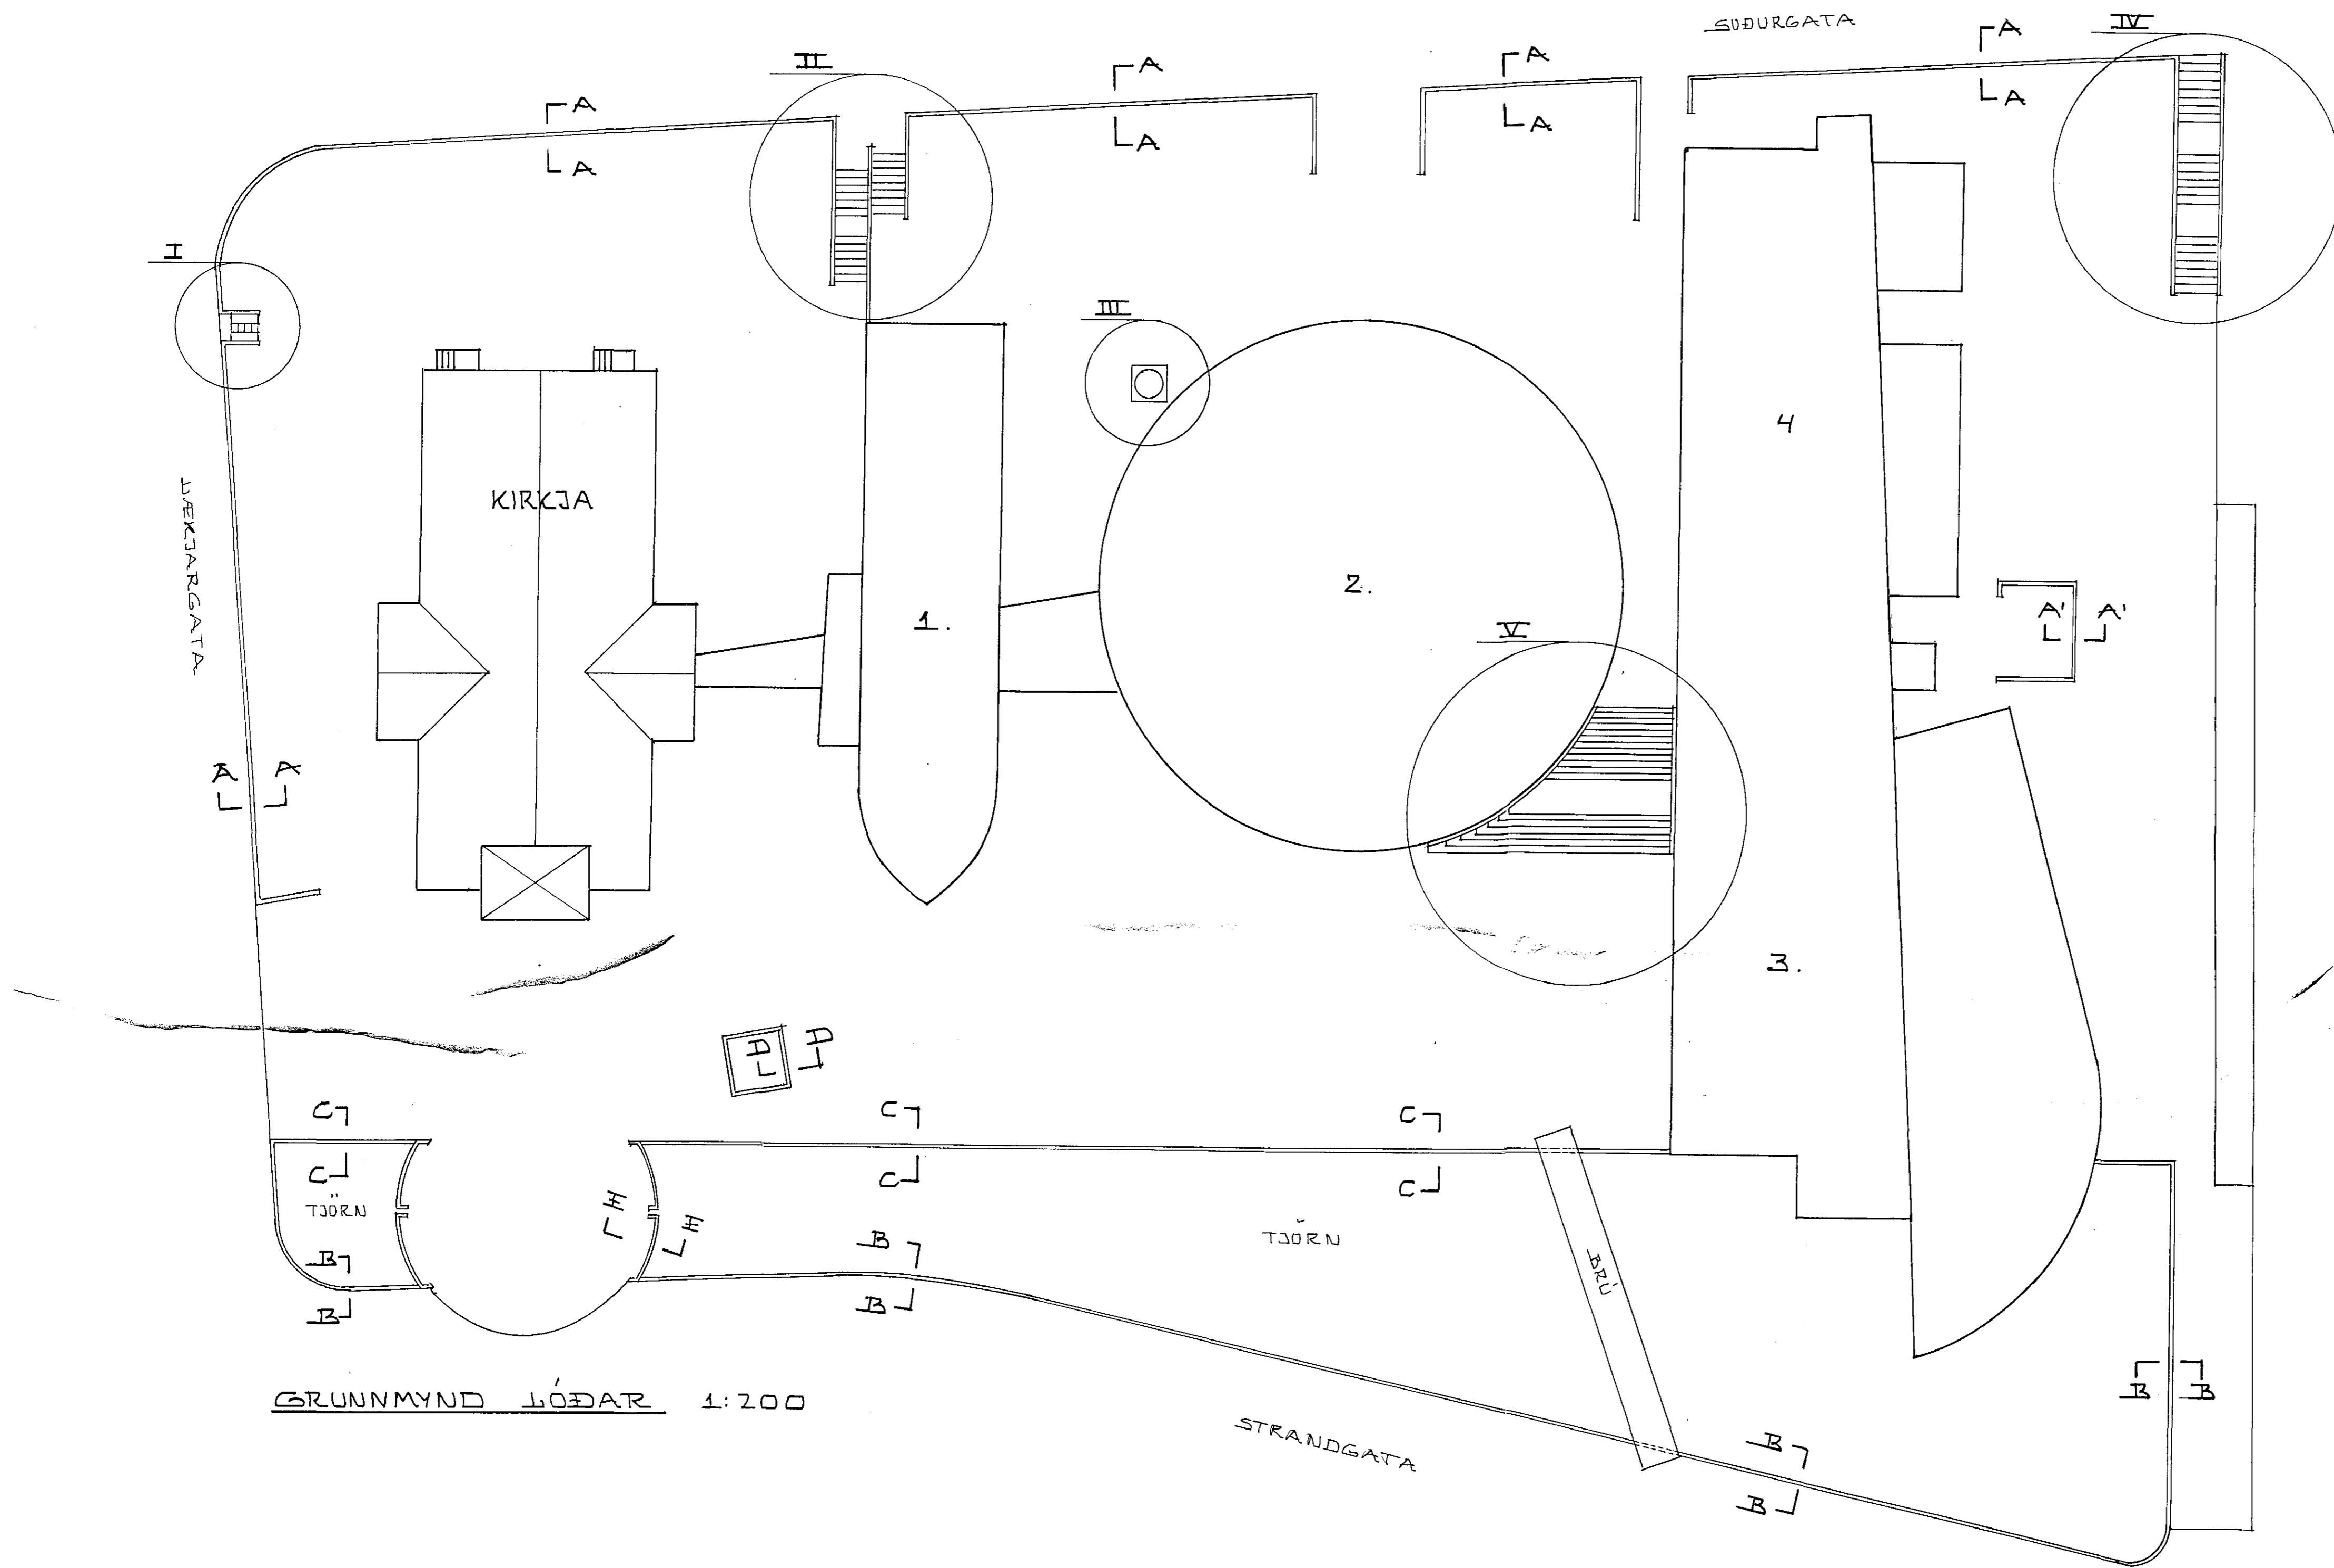 SUÐURGATA
IV
II
A
A
A
A
A
A
A
A
I
III
KIRKJA
4
LÆKJARGATA
2.
1.
V
A' A'
A A
3.
D D
C
C
C
C
C
C
TJÖRN
H
H
TJÖRN
BRÚ
B
B
B
B
B B
GRUNNMYND LÓÐAR 1:200
STRANDGATA
B
B